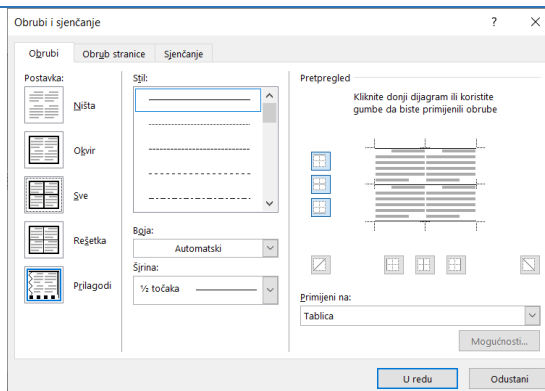 Obrubi i sjenčanje
? X
Obrubi Obrub stranice Sjenčanje
Postavka:
Ništa
Okvir
Sve
Rešetka
Prilagodi
Stil:
Boja:
Automatski
Širina:
½ točaka
Pretpregled
Kliknite donji dijagram ili koristite
gumbe da biste primijenili obrube
Primijeni na:
Tablica
Mogućnosti...
U redu Odustani